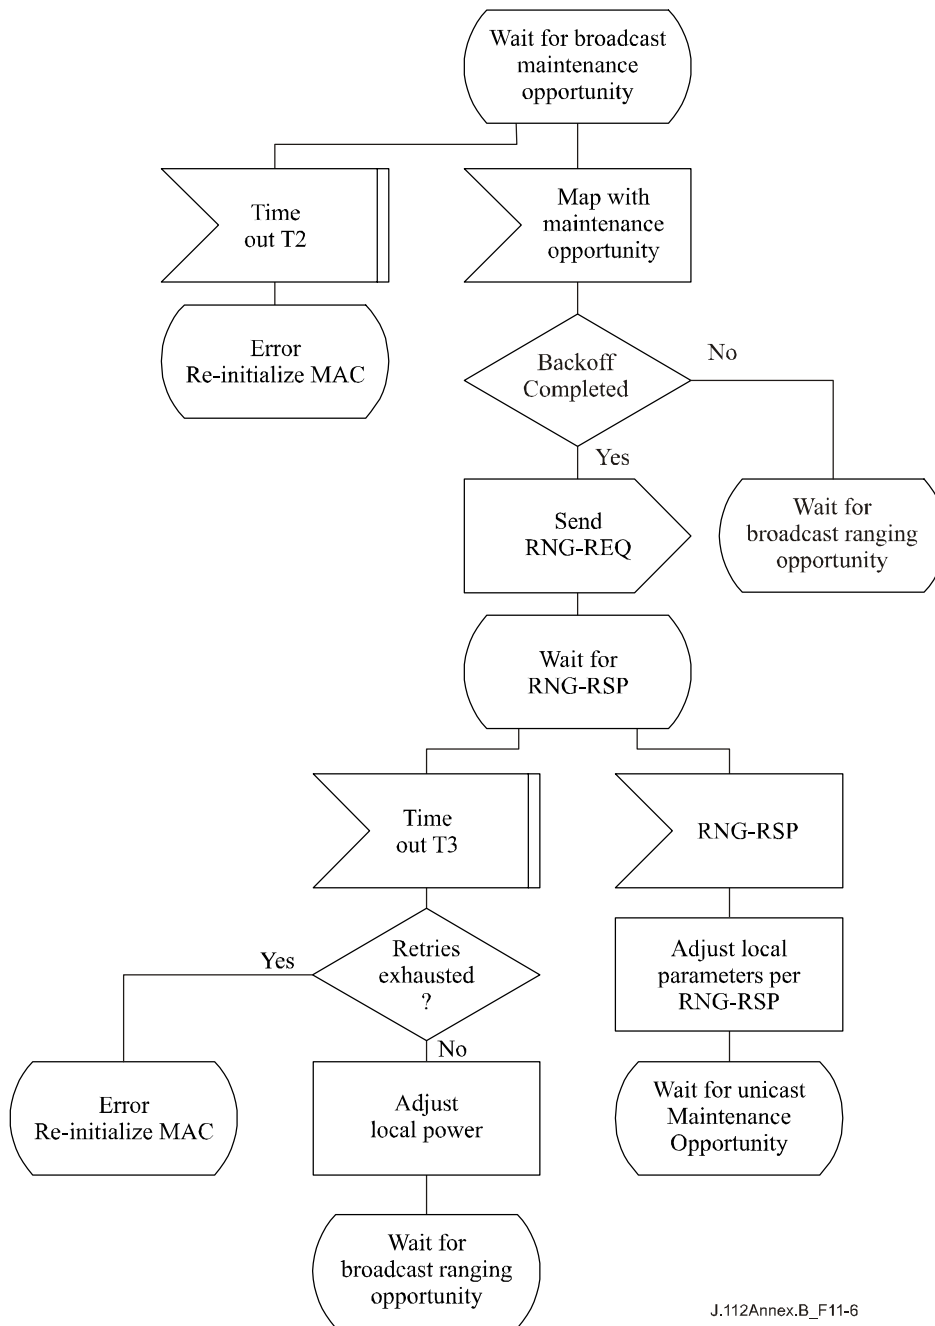 Wait for broadcast
maintenance
opportunity
Time
out T2
Map with
maintenance
opportunity
Error
Re-initialize MAC
Backoff
Completed
No
Yes
Send
RNG-REQ
Wait for
broadcast ranging
opportunity
Wait for
RNG-RSP
Time
out T3
RNG-RSP
Retries
exhausted
?
Yes
No
Adjust local
parameters per
RNG-RSP
Error
Re-initialize MAC
Adjust
local power
Wait for unicast
Maintenance
Opportunity
Wait for
broadcast ranging
opportunity
J.112Annex.B_F11-6